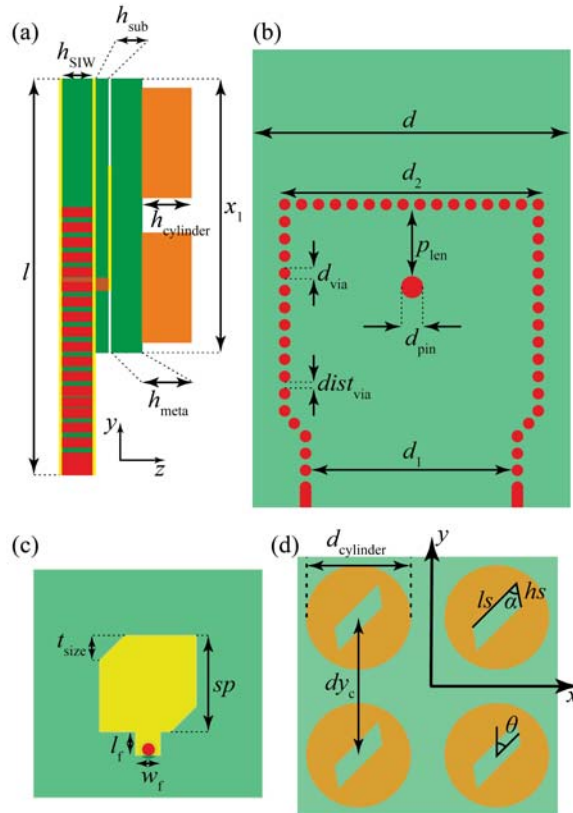 (a)
h_sub
h_SIW
l
x_1
h_cylinder
h_meta
y
z
(b)
d
d_2
p_len
d_via
d_pin
dist_via
d_1
(c)
t_size
sp
l_f
w_f
(d)
d_cylinder
y
ls
α
hs
dy_c
x
θ